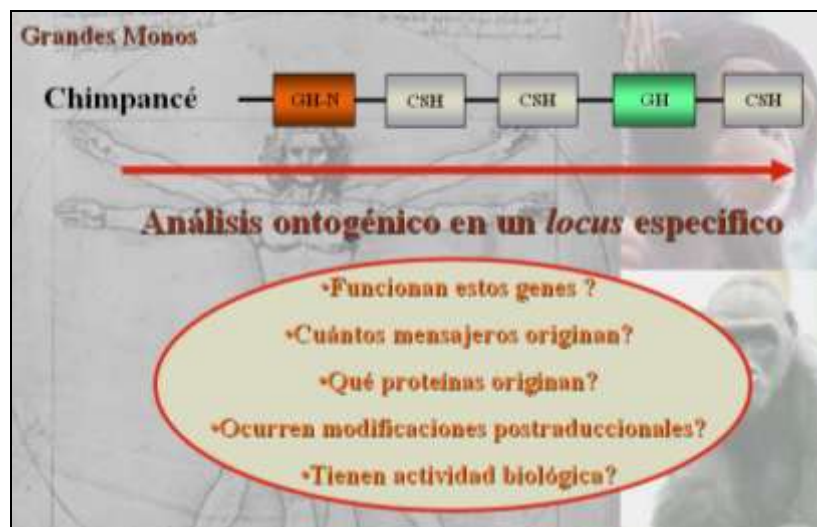 Grandes Monos
Chimpancé GH-N CSH CSH GH CSH
Análisis ontogénico en un locus específico
•Funcionan estos genes ?
•Cuántos mensajeros originan?
•Qué proteínas originan?
•Ocurren modificaciones postraduccionales?
•Tienen actividad biológica?